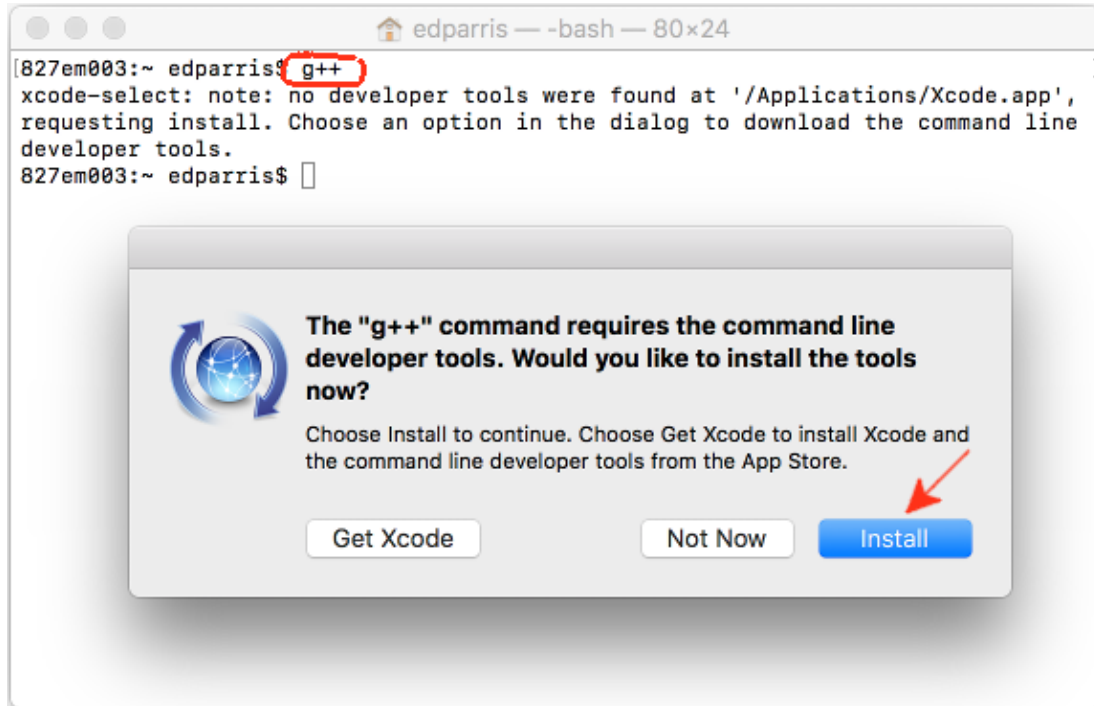 edparris — -bash — 80×24
[827em003:~ edparris$ g++
xcode-select: note: no developer tools were found at '/Applications/Xcode.app',
requesting install. Choose an option in the dialog to download the command line
developer tools.
827em003:~ edparris$
The "g++" command requires the command line
developer tools. Would you like to install the tools
now?
Choose Install to continue. Choose Get Xcode to install Xcode and
the command line developer tools from the App Store.
Get Xcode
Not Now
Install